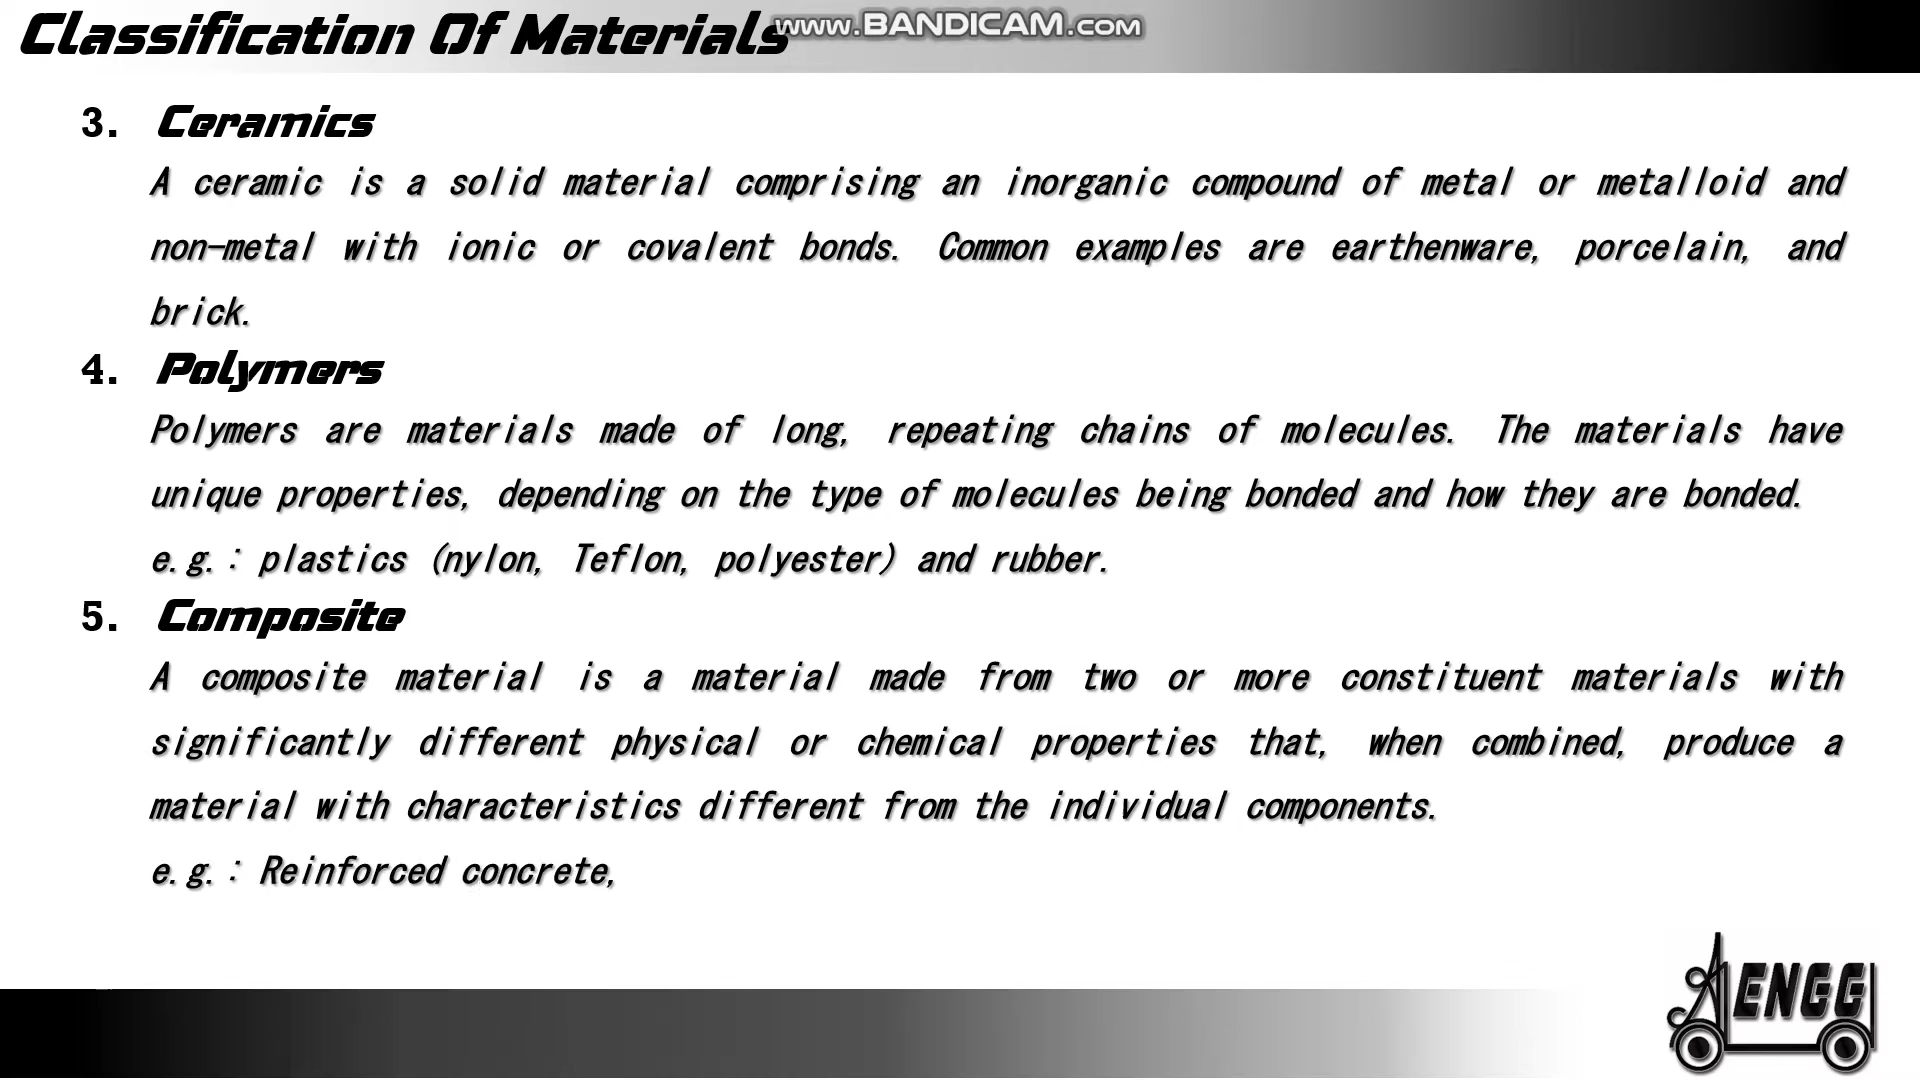 Classification Of Materials
www.BANDICAM.com
3. Ceramics
A ceramic is a solid material comprising an inorganic compound of metal or metalloid and
non-metal with ionic or covalent bonds. Common examples are earthenware, porcelain, and
brick.
4. Polymers
Polymers are materials made of long, repeating chains of molecules. The materials have
unique properties, depending on the type of molecules being bonded and how they are bonded.
e.g.: plastics (nylon, Teflon, polyester) and rubber.
5. Composite
A composite material is a material made from two or more constituent materials with
significantly different physical or chemical properties that, when combined, produce a
material with characteristics different from the individual components.
e.g.: Reinforced concrete,
ENGG